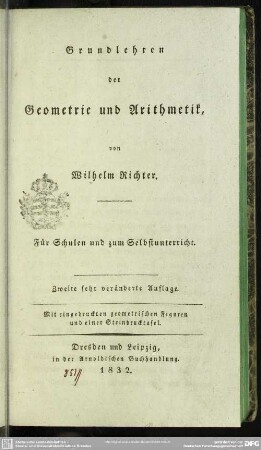 Grundlehren
der
Geometrie und Arithmetik,
von
Wilhelm Richter.
Für Schulen und zum Selbstunterricht.
Zweite sehr veränderte Auflage.
Mit eingedruckten geometrischen Figuren
und einer Steindrucktafel.
Dresden und Leipzig,
in der Arnoldischen Buchhandlung.
1832.
DFG